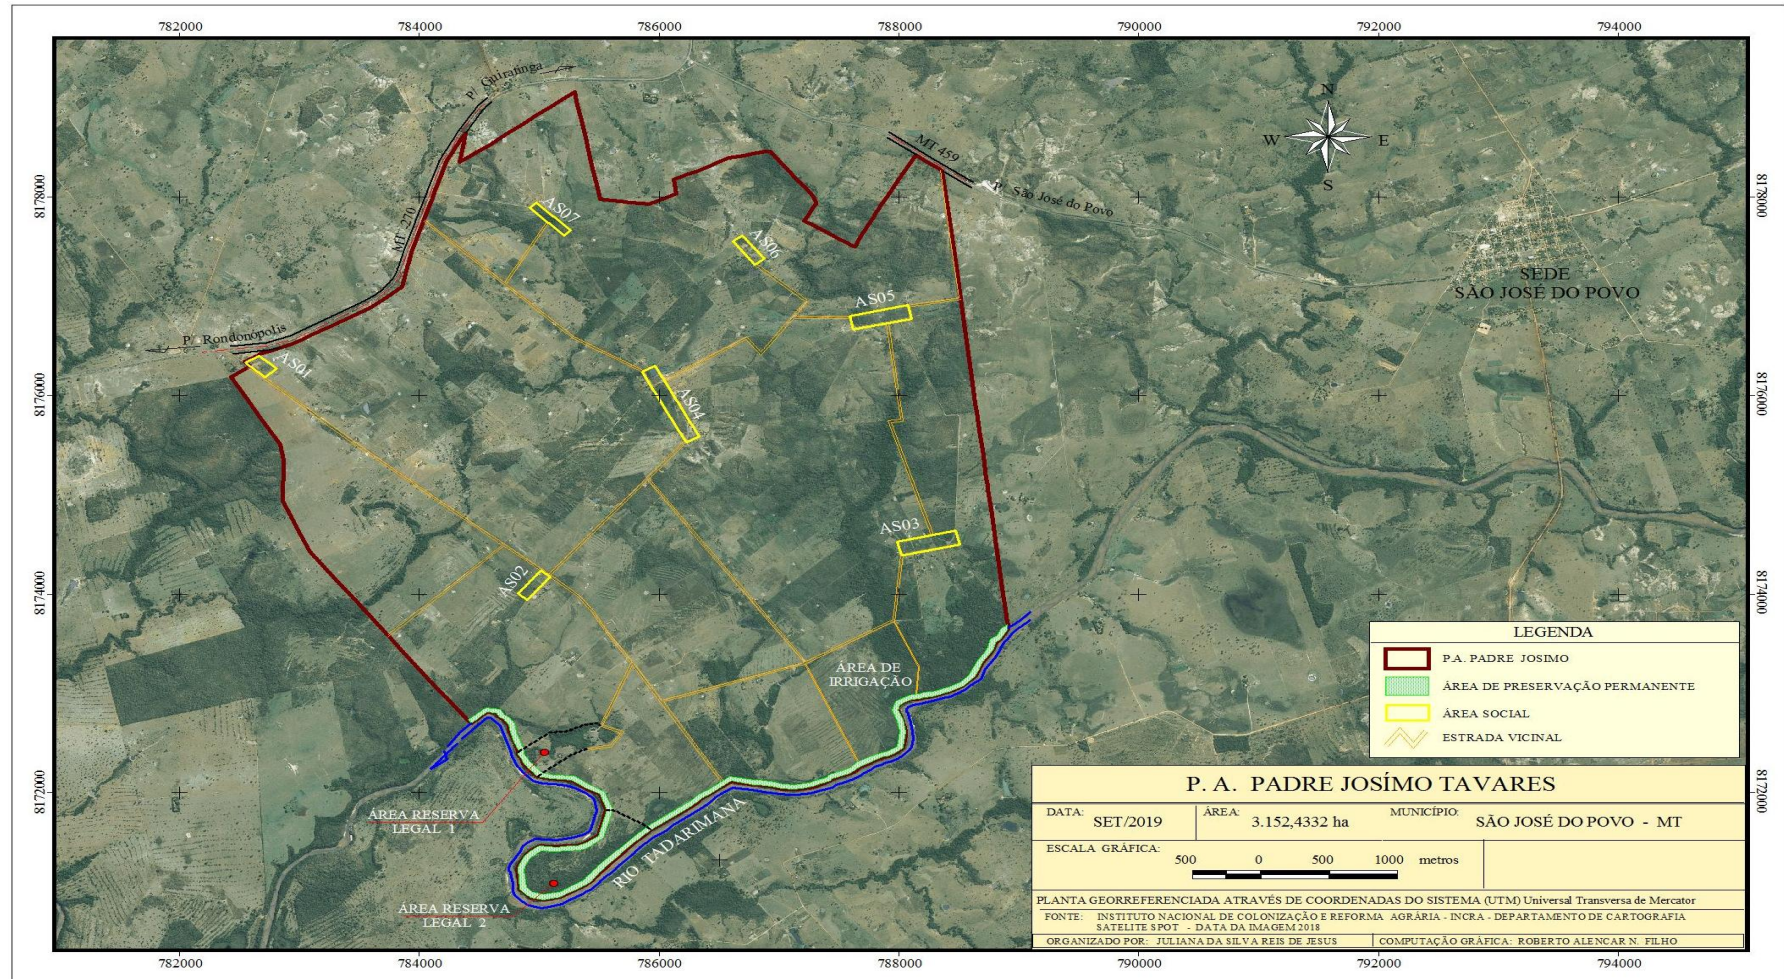 782000 784000 786000 788000 790000 792000 794000
P/ Guiratinga
MT 459
P/ São José do Povo
N
W E
S
8178000 8178000
MT 270
AS07
AS06
AS05
SEDE
SÃO JOSÉ DO POVO
P/ Rondonópolis
AS01
8176000 8176000
AS04
AS03
AS02
8174000 8174000
ÁREA DE
IRRIGAÇÃO
LEGENDA
P.A. PADRE JOSIMO
ÁREA DE PRESERVAÇÃO PERMANENTE
ÁREA SOCIAL
ESTRADA VICINAL
8172000 8172000
ÁREA RESERVA
LEGAL 1
RIO TADARIMANA
ÁREA RESERVA
LEGAL 2
P. A. PADRE JOSÍMO TAVARES
DATA: SET/2019 ÁREA: 3.152,4332 ha MUNICÍPIO: SÃO JOSÉ DO POVO - MT
ESCALA GRÁFICA:
500 0 500 1000 metros
PLANTA GEORREFERENCIADA ATRAVÉS DE COORDENADAS DO SISTEMA (UTM) Universal Transversa de Mercator
FONTE: INSTITUTO NACIONAL DE COLONIZAÇÃO E REFORMA AGRÁRIA - INCRA - DEPARTAMENTO DE CARTOGRAFIA
SATELITE SPOT - DATA DA IMAGEM 2018
ORGANIZADO POR: JULIANA DA SILVA REIS DE JESUS COMPUTAÇÃO GRÁFICA: ROBERTO ALENCAR N. FILHO
782000 784000 786000 788000 790000 792000 794000